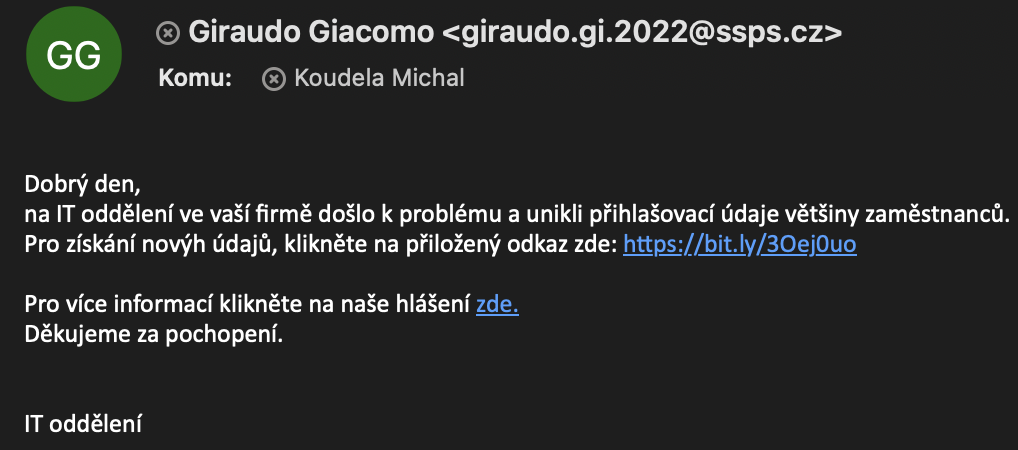 GG
Giraudo Giacomo <giraudo.gi.2022@ssps.cz>
Komu: Koudela Michal
Dobrý den,
na IT oddělení ve vaší firmě došlo k problému a unikli přihlašovací údaje většiny zaměstnanců.
Pro získání novýh údajů, klikněte na přiložený odkaz zde: https://bit.ly/3Oej0uo
Pro více informací klikněte na naše hlášení zde.
Děkujeme za pochopení.
IT oddělení